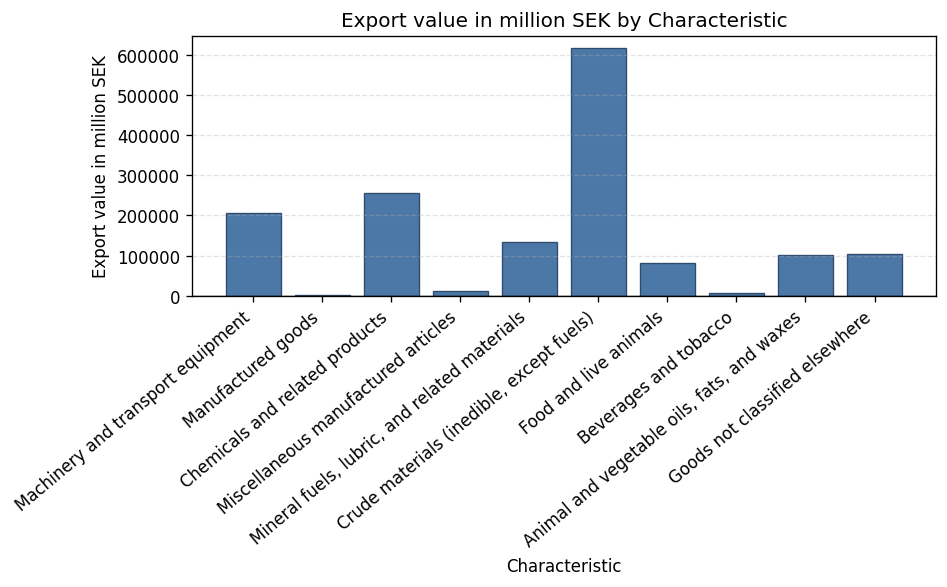 Export value in million SEK by Characteristic
Export value in million SEK
600000
500000
400000
300000
200000
100000
0
Machinery and transport equipment
Manufactured goods
Chemicals and related products
Miscellaneous manufactured articles
Mineral fuels, lubric, and related materials
Crude materials (inedible, except fuels)
Food and live animals
Beverages and tobacco
Animal and vegetable oils, fats, and waxes
Goods not classified elsewhere
Characteristic